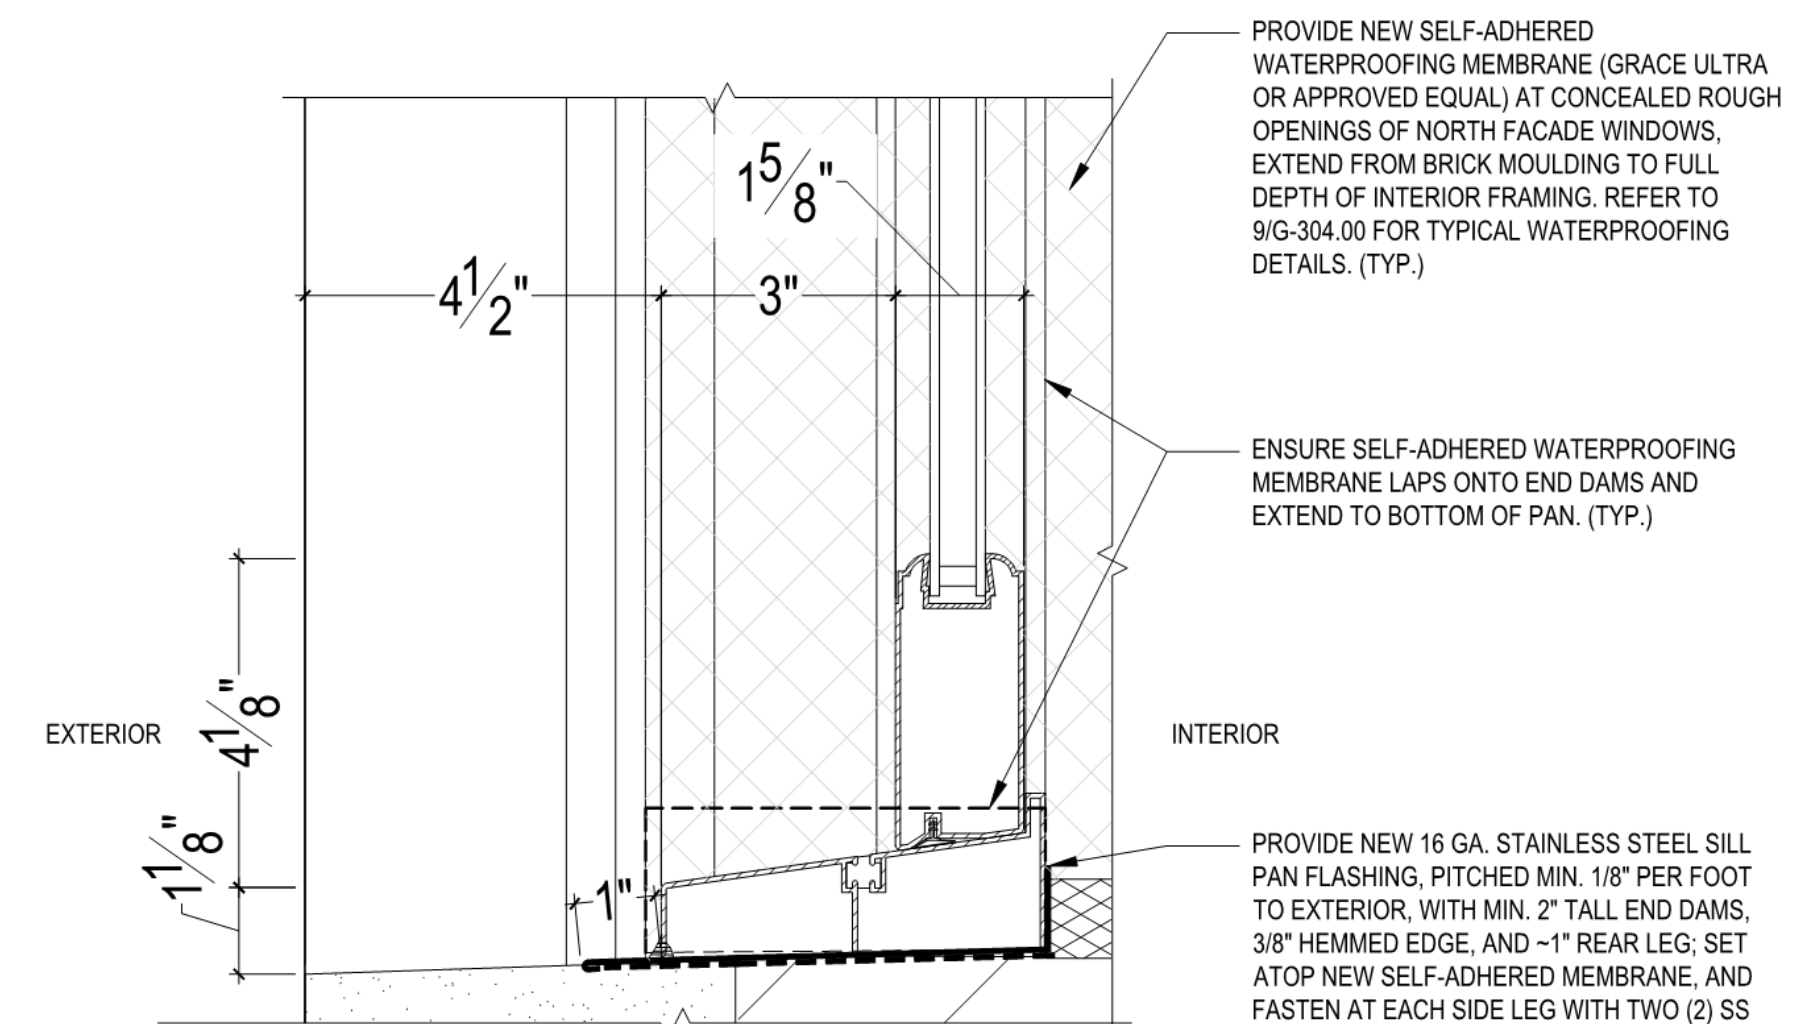 PROVIDE NEW SELF-ADHERED
WATERPROOFING MEMBRANE (GRACE ULTRA
OR APPROVED EQUAL) AT CONCEALED ROUGH
OPENINGS OF NORTH FACADE WINDOWS,
EXTEND FROM BRICK MOULDING TO FULL
DEPTH OF INTERIOR FRAMING. REFER TO
9/G-304.00 FOR TYPICAL WATERPROOFING
DETAILS. (TYP.)
1 5/8"
4 1/2"
3"
ENSURE SELF-ADHERED WATERPROOFING
MEMBRANE LAPS ONTO END DAMS AND
EXTEND TO BOTTOM OF PAN. (TYP.)
EXTERIOR
4 1/8"
INTERIOR
1 1/8"
1"
PROVIDE NEW 16 GA. STAINLESS STEEL SILL
PAN FLASHING, PITCHED MIN. 1/8" PER FOOT
TO EXTERIOR, WITH MIN. 2" TALL END DAMS,
3/8" HEMMED EDGE, AND ~1" REAR LEG; SET
ATOP NEW SELF-ADHERED MEMBRANE, AND
FASTEN AT EACH SIDE LEG WITH TWO (2) SS